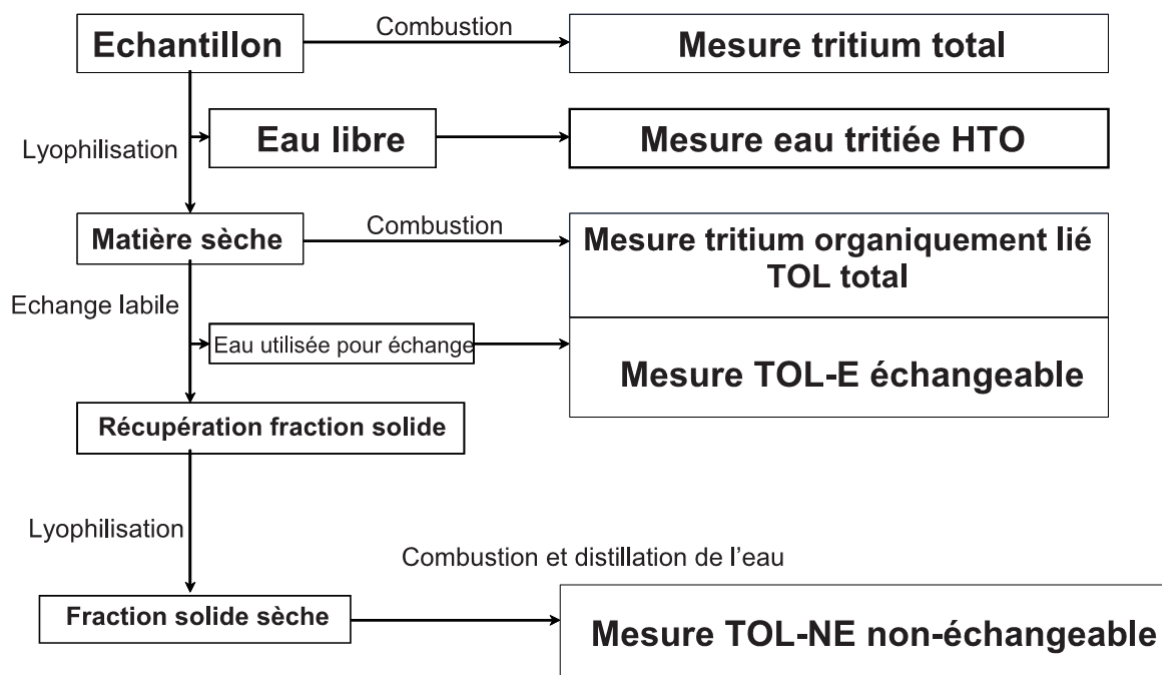 Echantillon
Combustion
Mesure tritium total
Lyophilisation
Eau libre
Mesure eau tritiée HTO
Matière sèche
Combustion
Mesure tritium organiquement lié
TOL total
Echange labile
Eau utilisée pour échange
Mesure TOL-E échangeable
Récupération fraction solide
Lyophilisation
Combustion et distillation de l'eau
Fraction solide sèche
Mesure TOL-NE non-échangeable